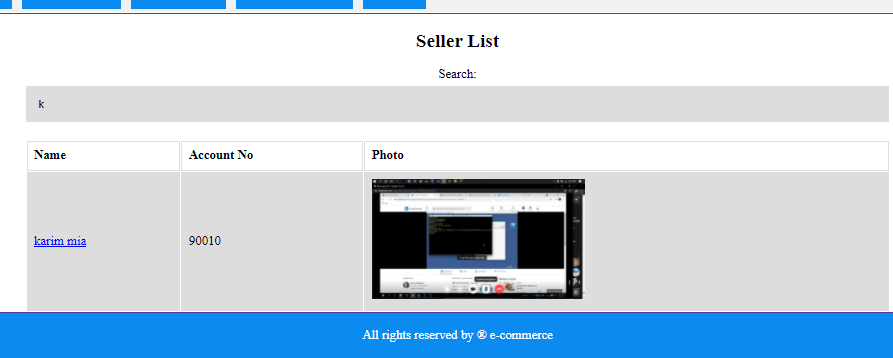 Seller List
Search:
k
Name Account No Photo
karim mia 90010
All rights reserved by ® e-commerce